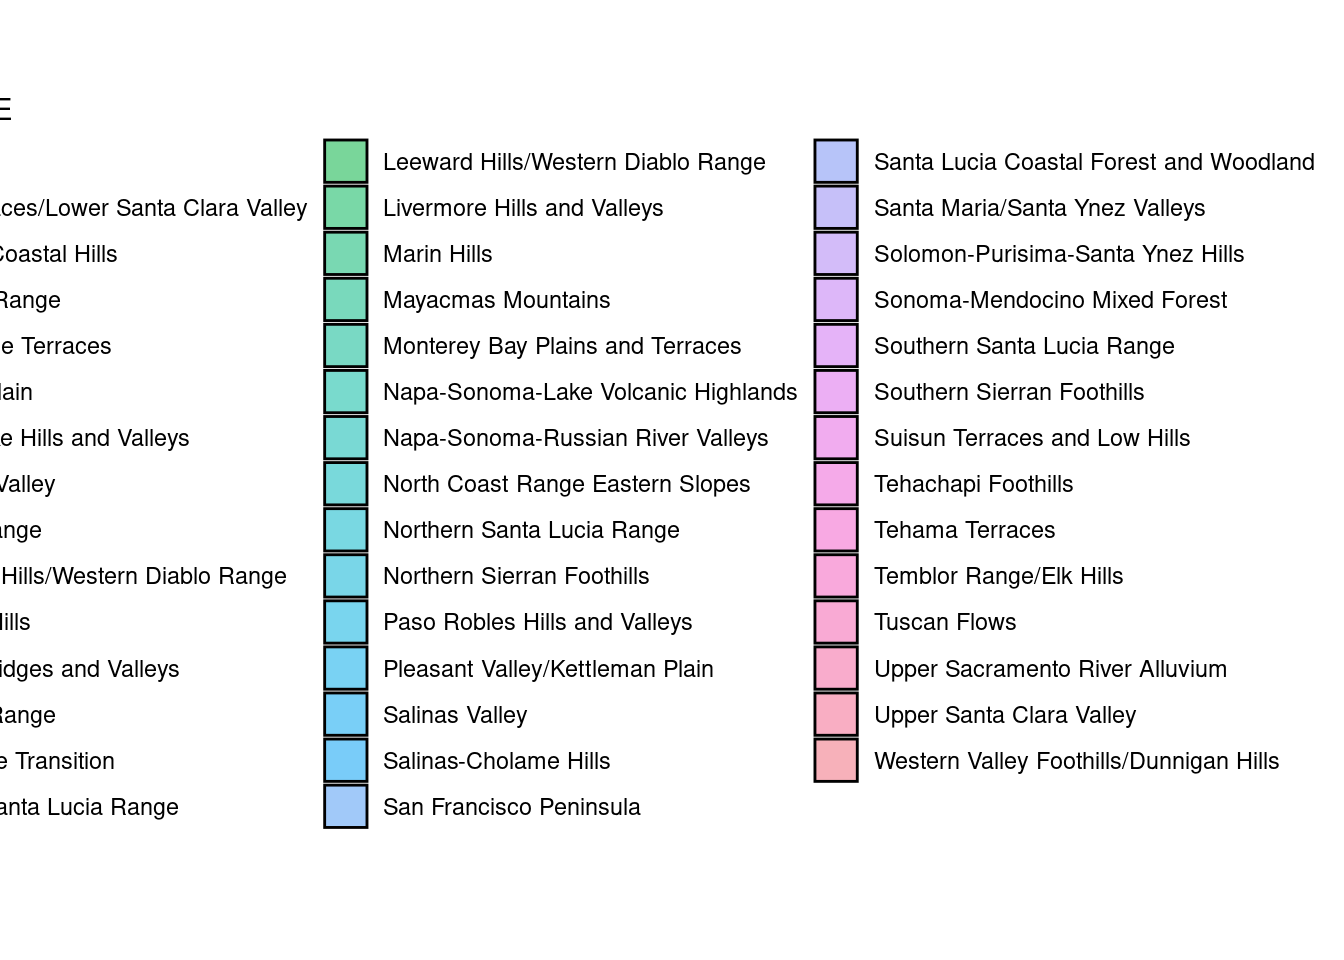 E
ces/Lower Santa Clara Valley
Coastal Hills
Range
e Terraces
lain
e Hills and Valleys
Valley
ange
Hills/Western Diablo Range
Hills
idges and Valleys
Range
e Transition
anta Lucia Range
Leeward Hills/Western Diablo Range
Livermore Hills and Valleys
Marin Hills
Mayacmas Mountains
Monterey Bay Plains and Terraces
Napa-Sonoma-Lake Volcanic Highlands
Napa-Sonoma-Russian River Valleys
North Coast Range Eastern Slopes
Northern Santa Lucia Range
Northern Sierran Foothills
Paso Robles Hills and Valleys
Pleasant Valley/Kettleman Plain
Salinas Valley
Salinas-Cholame Hills
San Francisco Peninsula
Santa Lucia Coastal Forest and Woodland
Santa Maria/Santa Ynez Valleys
Solomon-Purisima-Santa Ynez Hills
Sonoma-Mendocino Mixed Forest
Southern Santa Lucia Range
Southern Sierran Foothills
Suisun Terraces and Low Hills
Tehachapi Foothills
Tehama Terraces
Temblor Range/Elk Hills
Tuscan Flows
Upper Sacramento River Alluvium
Upper Santa Clara Valley
Western Valley Foothills/Dunnigan Hills